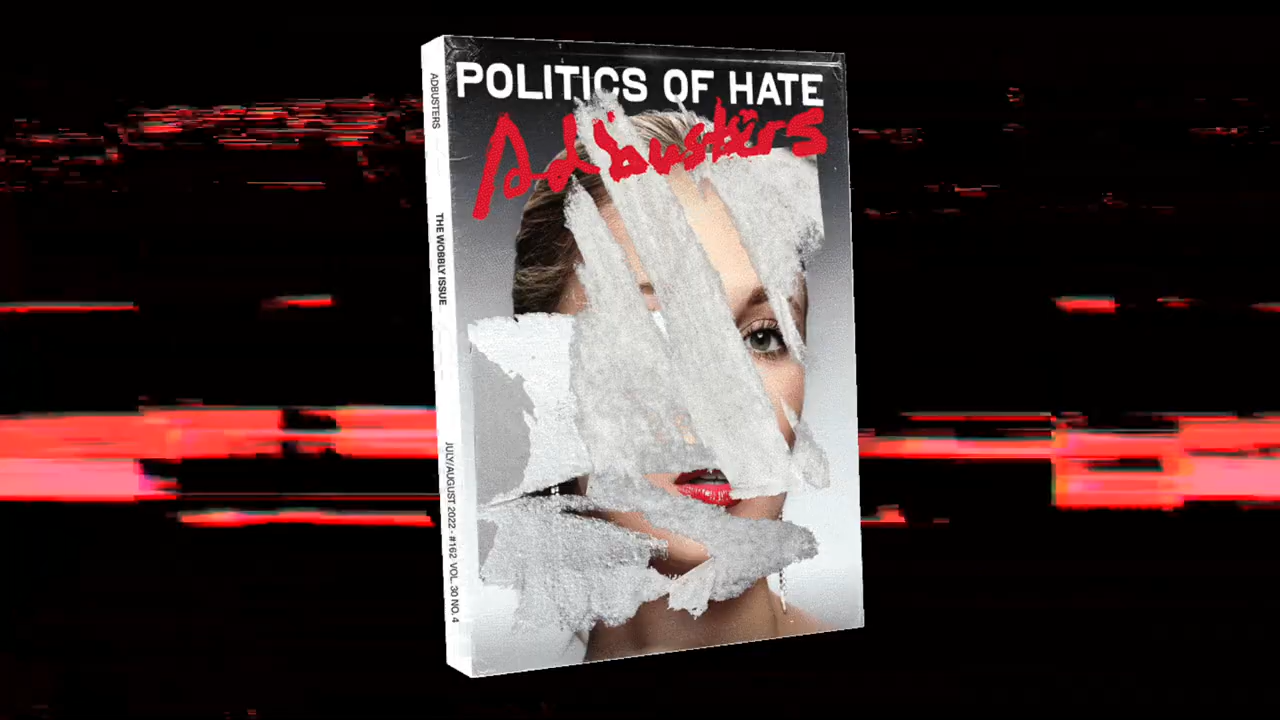 POLITICS OF HATE
Adbusters
ADBUSTERS
THE WOBBLY ISSUE
JULY/AUGUST 2022 - #162 VOL. 30 NO. 4